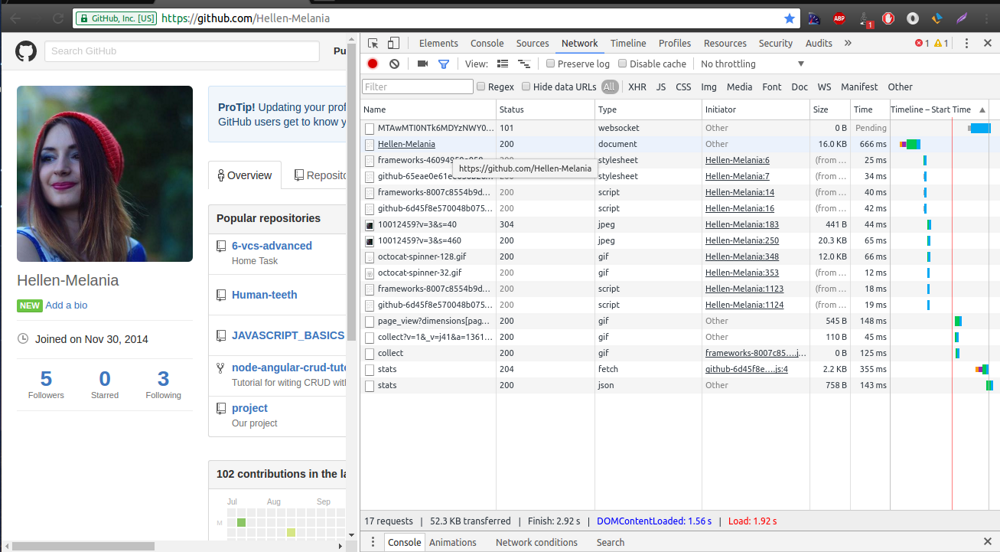 GitHub, Inc. [US] https://github.com/Hellen-Melania
ABP 1
Search GitHub
ProTip! Updating your prof
GitHub users get to know y
Overview Reposito
Popular repositories
6-vcs-advanced
Home Task
Human-teeth
JAVASCRIPT_BASICS
node-angular-crud-tuto
Tutorial for witing CRUD with
project
Our project
102 contributions in the la
Jul Aug Sep
M
Hellen-Melania
NEW Add a bio
Joined on Nov 30, 2014
5 0 3
Followers Starred Following
Elements Console Sources Network Timeline Profiles Resources Security Audits » 1 1
View: Preserve log Disable cache No throttling
Filter Regex Hide data URLs All XHR JS CSS Img Media Font Doc WS Manifest Other
Name Status Type Initiator Size Time Timeline – Start Time
MTAwMTI0NTk6MDYzNWY0... 101 websocket Other 0 B Pending
Hellen-Melania 200 document Other 16.0 KB 666 ms
200 stylesheet Hellen-Melania:6 (from ... 25 ms
https://github.com/Hellen-Melania
stylesheet Hellen-Melania:7 (from ... 34 ms
frameworks-8007c8554b9d... 200 script Hellen-Melania:14 (from ... 40 ms
github-6d45f8e570048b075... 200 script Hellen-Melania:16 (from ... 42 ms
10012459?v=3&s=40 304 jpeg Hellen-Melania:183 441 B 44 ms
10012459?v=3&s=460 200 jpeg Hellen-Melania:250 20.3 KB 65 ms
octocat-spinner-128.gif 200 gif Hellen-Melania:348 12.0 KB 66 ms
octocat-spinner-32.gif 200 gif Hellen-Melania:353 (from ... 12 ms
frameworks-8007c8554b9d... 200 script Hellen-Melania:1123 (from ... 18 ms
github-6d45f8e570048b075... 200 script Hellen-Melania:1124 (from ... 19 ms
page_view?dimensions[pag... 200 gif Other 545 B 148 ms
collect?v=1&_v=j41&a=1361... 200 gif Other 110 B 45 ms
collect 200 gif frameworks-8007c85....j... 0 B 125 ms
stats 204 fetch github-6d45f8e....js:4 2.2 KB 355 ms
stats 200 json Other 758 B 143 ms
17 requests | 52.3 KB transferred | Finish: 2.92 s | DOMContentLoaded: 1.56 s | Load: 1.92 s
Console Animations Network conditions Search